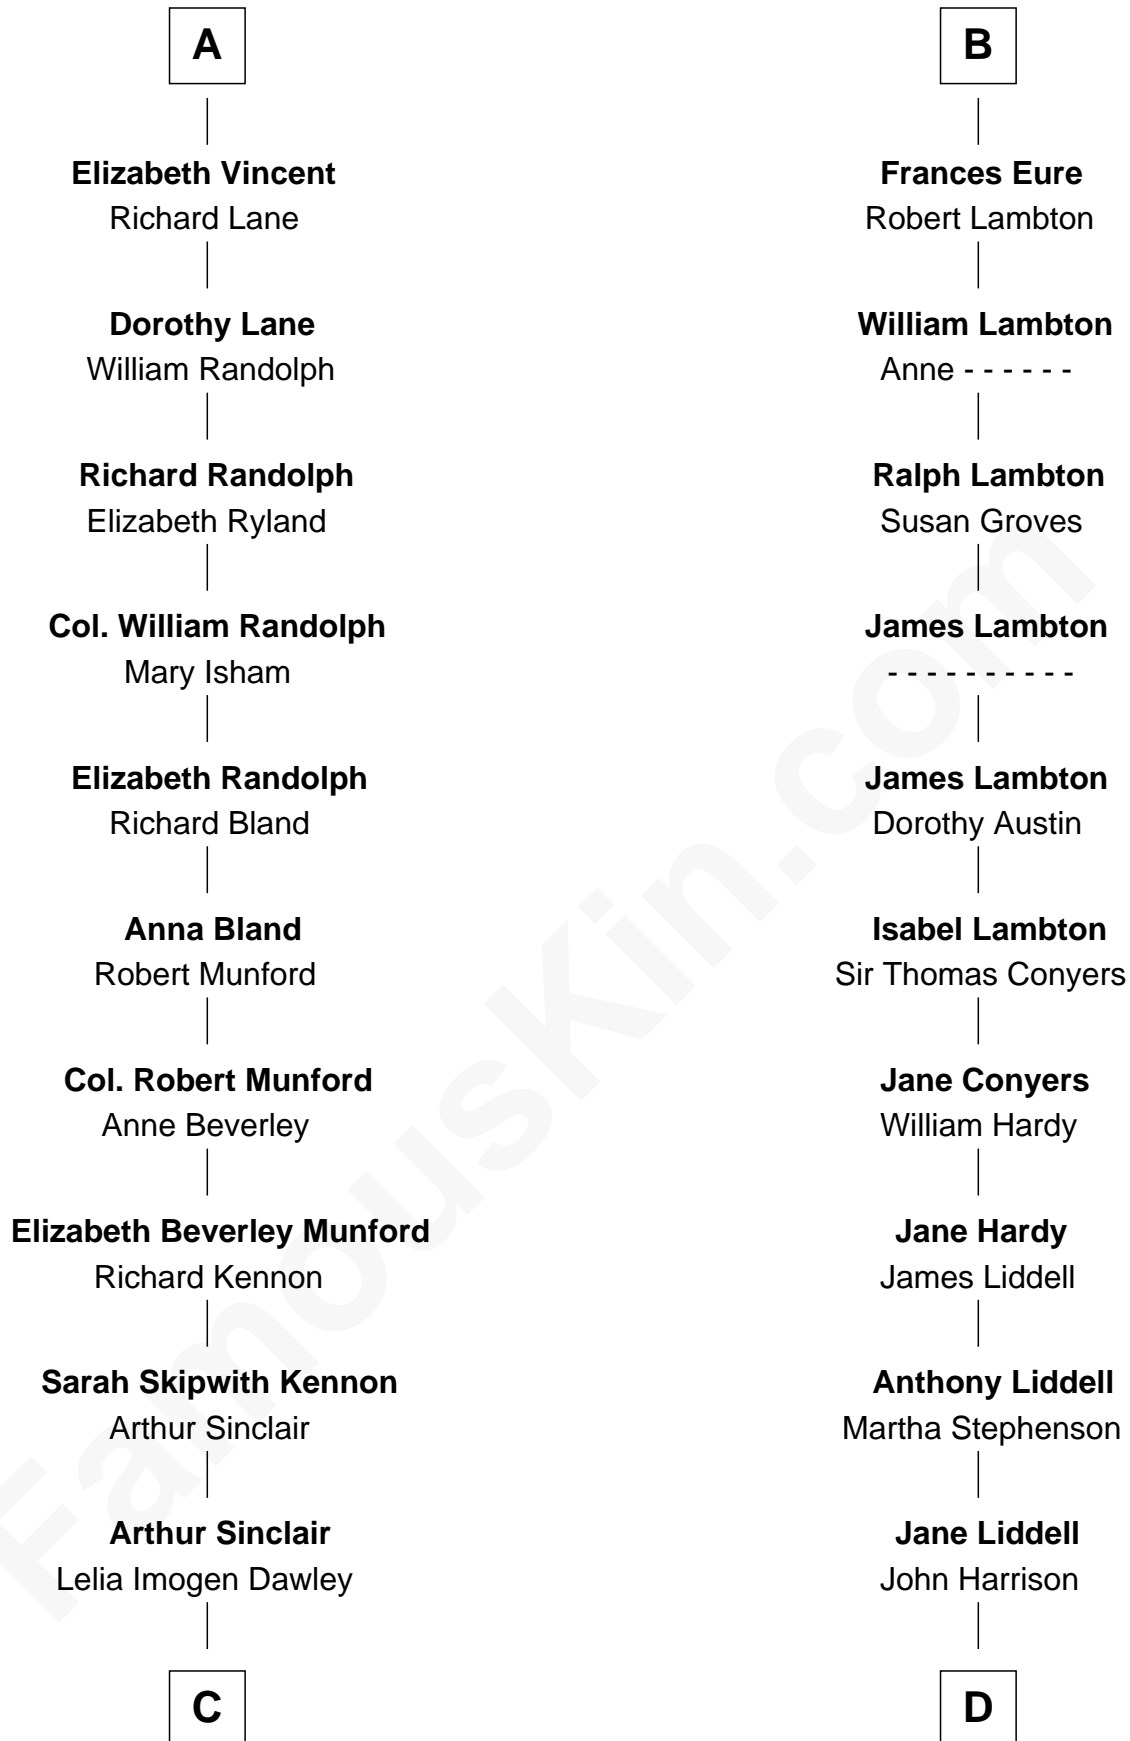 A
Elizabeth Vincent
Richard Lane
Dorothy Lane
William Randolph
Richard Randolph
Elizabeth Ryland
Col. William Randolph
Mary Isham
Elizabeth Randolph
Richard Bland
Anna Bland
Robert Munford
Col. Robert Munford
Anne Beverley
Elizabeth Beverley Munford
Richard Kennon
Sarah Skipwith Kennon
Arthur Sinclair
Arthur Sinclair
Lelia Imogen Dawley
C
B
Frances Eure
Robert Lambton
William Lambton
Anne - - - - - -
Ralph Lambton
Susan Groves
James Lambton
- - - - - - - - - -
James Lambton
Dorothy Austin
Isabel Lambton
Sir Thomas Conyers
Jane Conyers
William Hardy
Jane Hardy
James Liddell
Anthony Liddell
Martha Stephenson
Jane Liddell
John Harrison
D
FamousKin.com